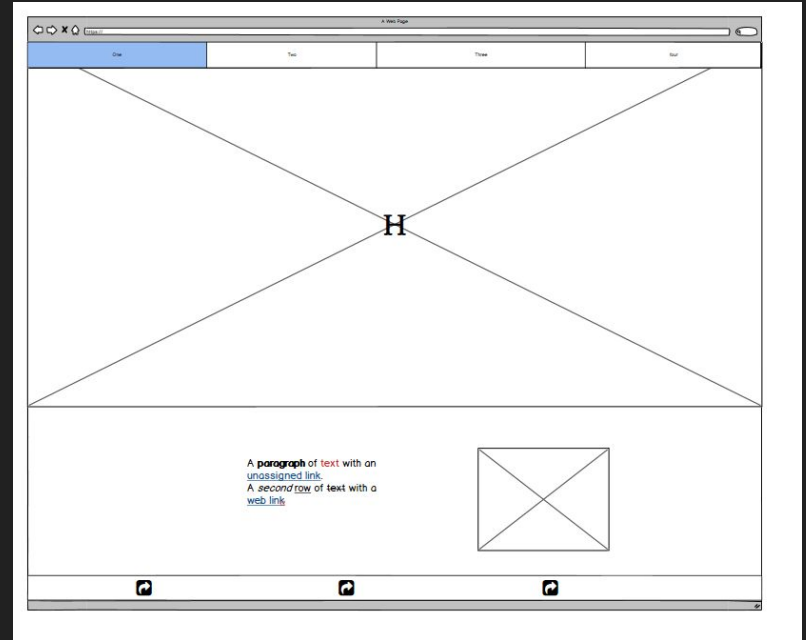 A Web Page
https://
One Two Three four
H
A paragraph of text with an
unassigned link.
A second row of text with a
web link